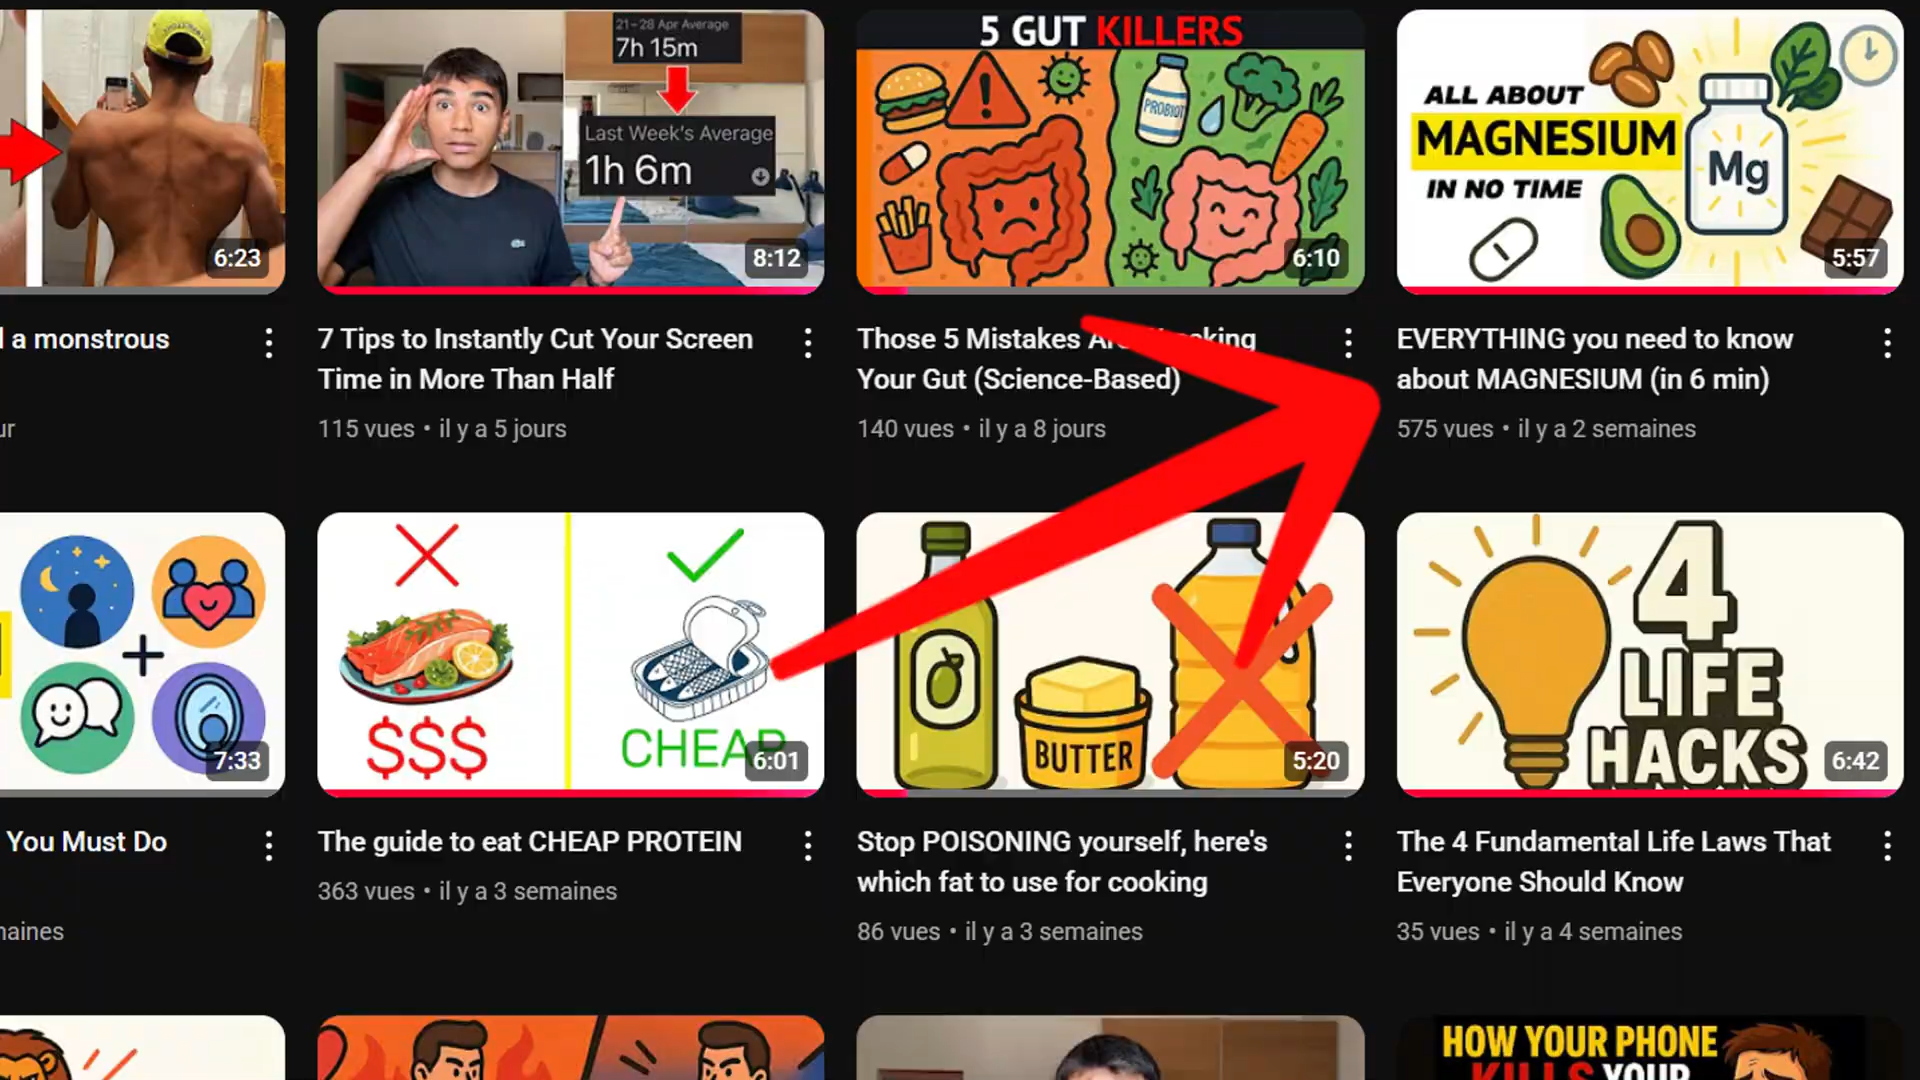 6:23
21–28 Apr Average
7h 15m
Last Week's Average
1h 6m
8:12
5 GUT KILLERS
PROBIOT
6:10
ALL ABOUT
MAGNESIUM
IN NO TIME
Mg
5:57
a monstrous
7 Tips to Instantly Cut Your Screen
Time in More Than Half
115 vues • il y a 5 jours
Those 5 Mistakes
Your Gut (Science-Based)
140 vues • il y a 8 jours
EVERYTHING you need to know
about MAGNESIUM (in 6 min)
575 vues • il y a 2 semaines
7:33
$$$
CHEAP
6:01
BUTTER
5:20
4
LIFE
HACKS
6:42
You Must Do
The guide to eat CHEAP PROTEIN
363 vues • il y a 3 semaines
Stop POISONING yourself, here's
which fat to use for cooking
86 vues • il y a 3 semaines
The 4 Fundamental Life Laws That
Everyone Should Know
35 vues • il y a 4 semaines
HOW YOUR PHONE
KILLS YOUR